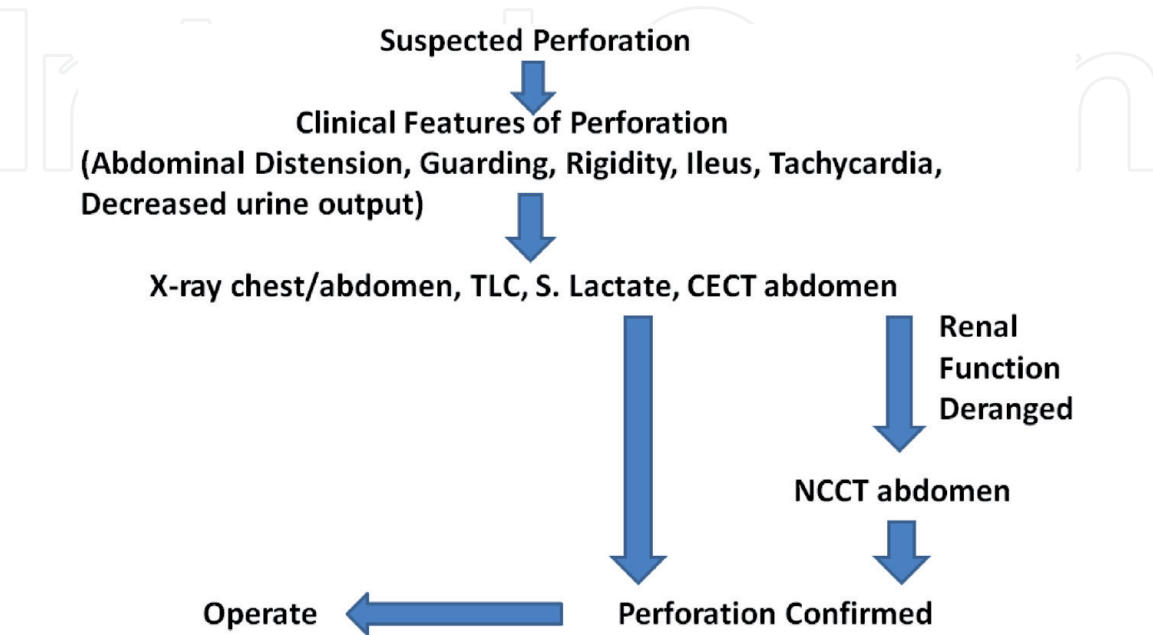 Suspected Perforation
Clinical Features of Perforation
(Abdominal Distension, Guarding, Rigidity, Ileus, Tachycardia,
Decreased urine output)
X-ray chest/abdomen, TLC, S. Lactate, CECT abdomen
Renal
Function
Deranged
NCCT abdomen
Perforation Confirmed
Operate